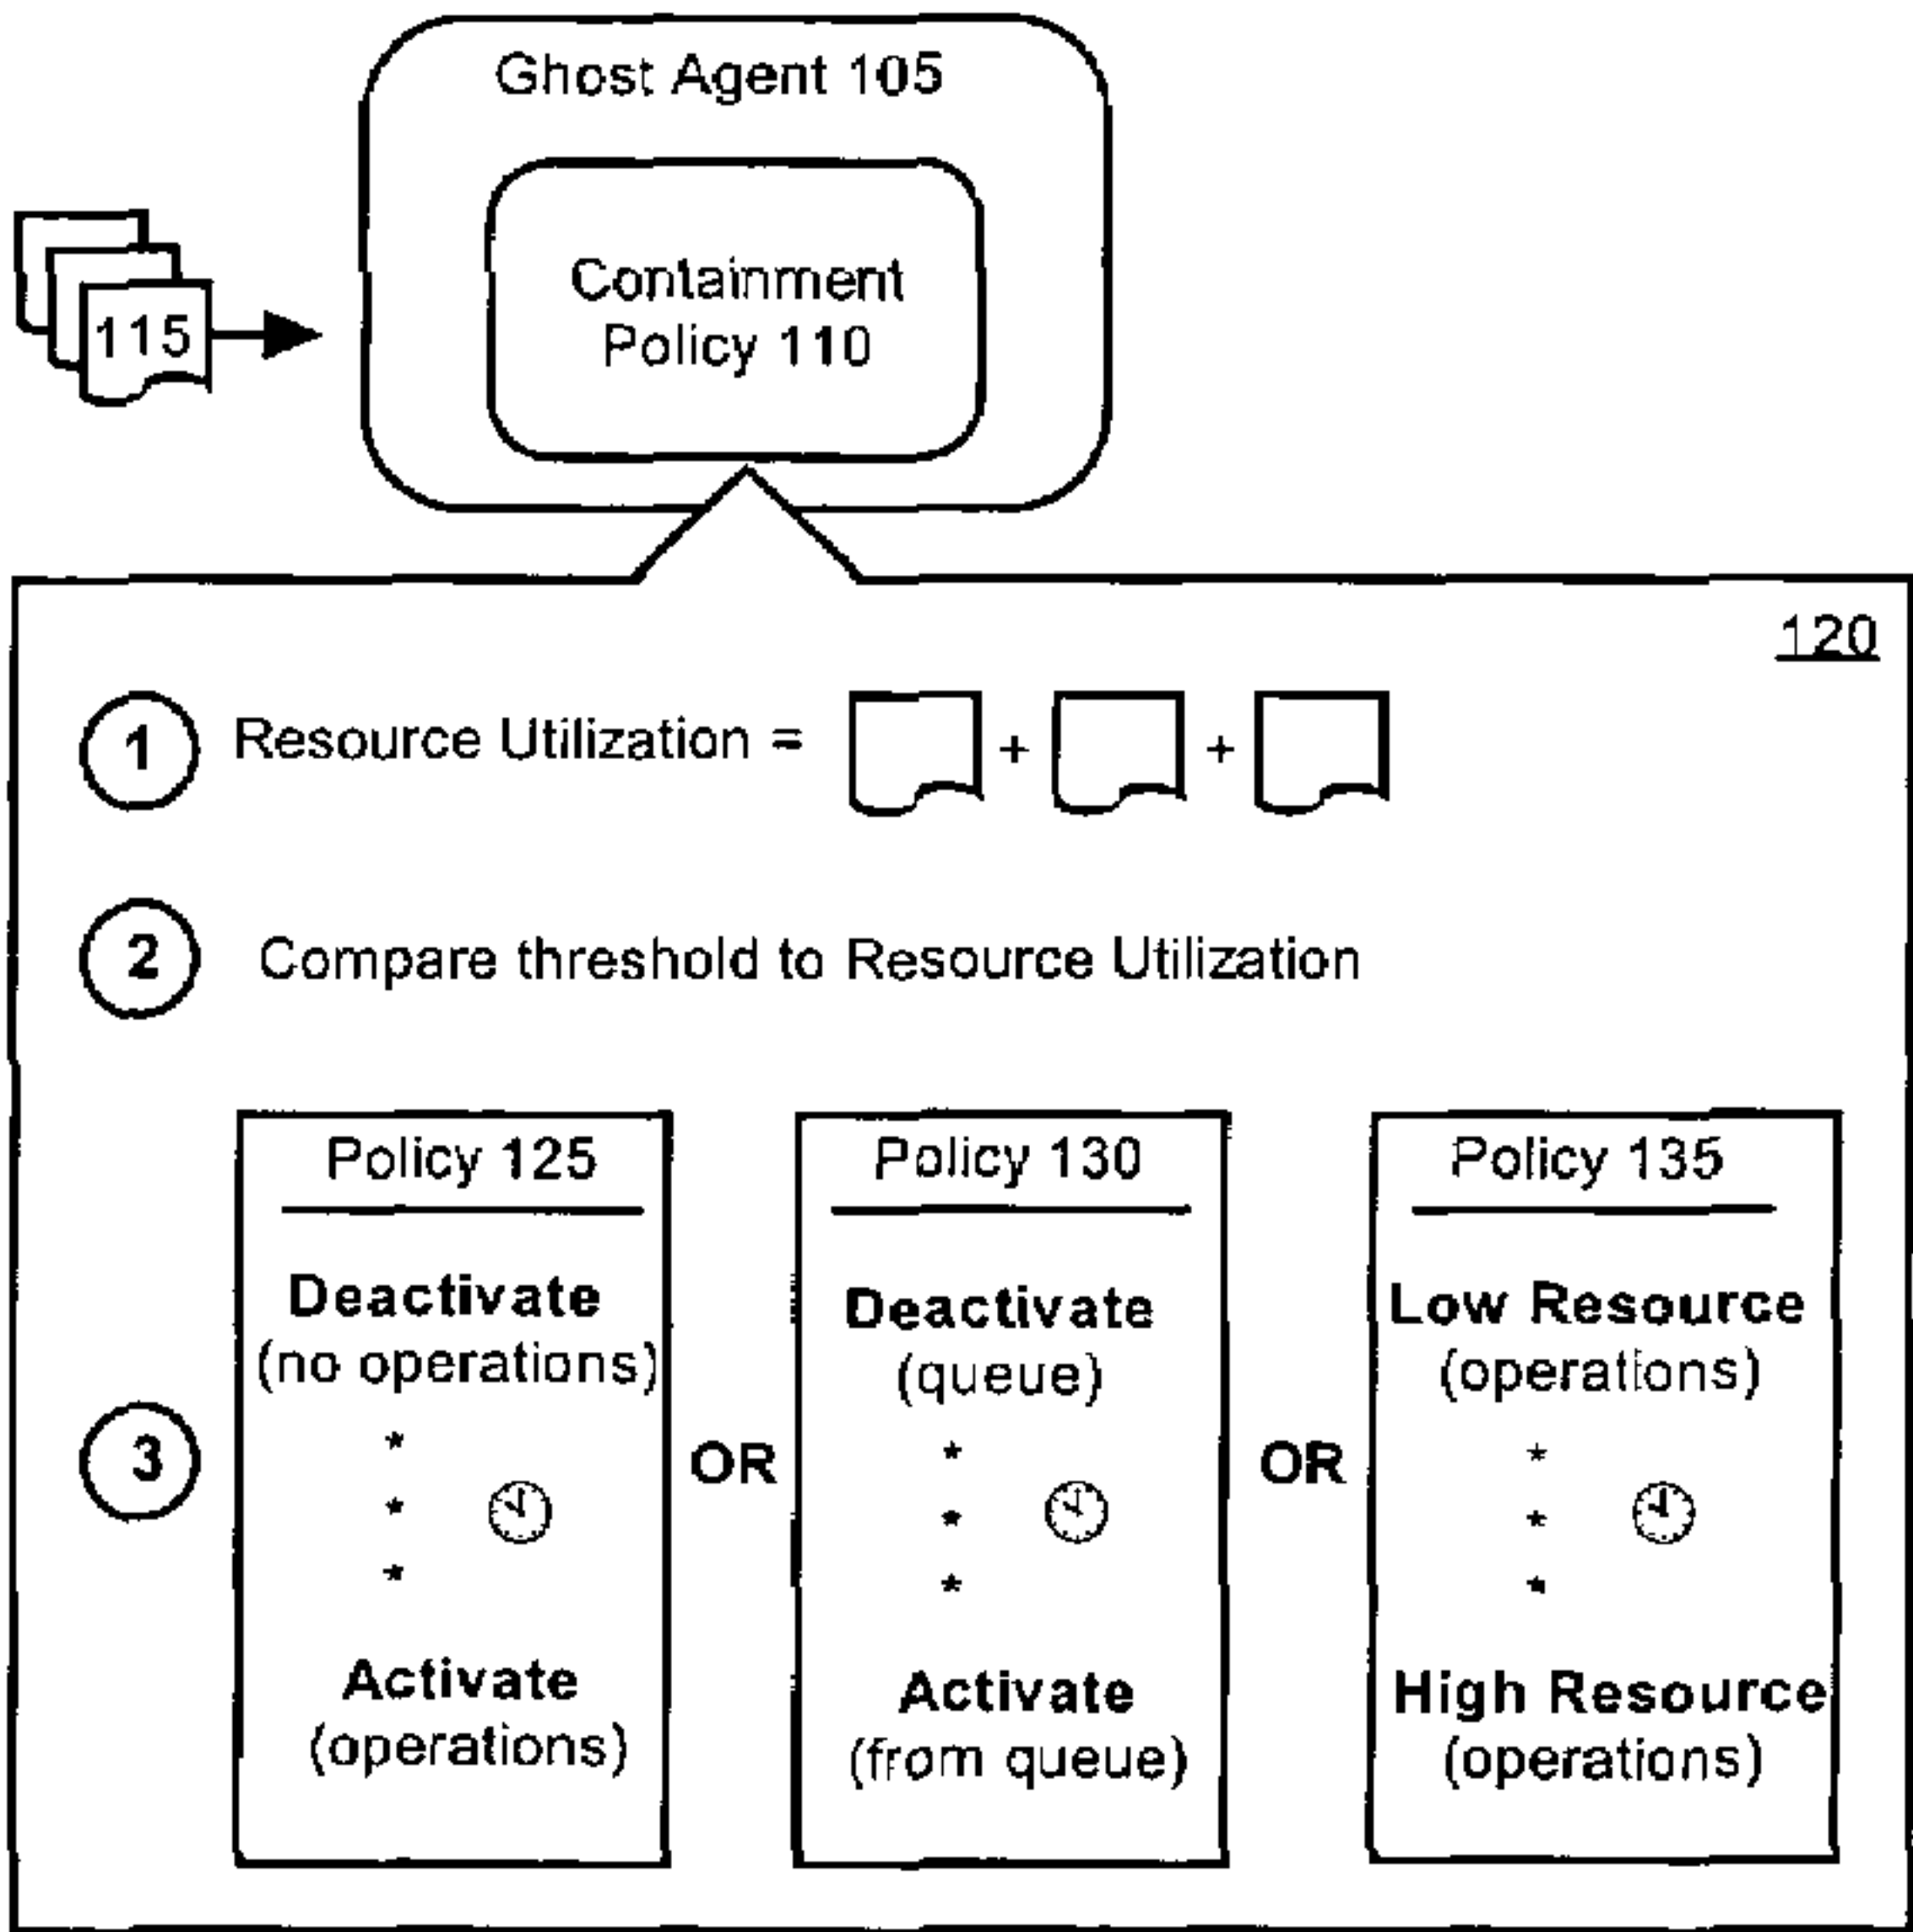 Ghost Agent 105
Containment
Policy 110
115
120
1 Resource Utilization = + +
2 Compare threshold to Resource Utilization
3
Policy 125
Deactivate
(no operations)
*
*
*
Activate
(operations)
OR
Policy 130
Deactivate
(queue)
*
*
*
Activate
(from queue)
OR
Policy 135
Low Resource
(operations)
*
*
*
High Resource
(operations)